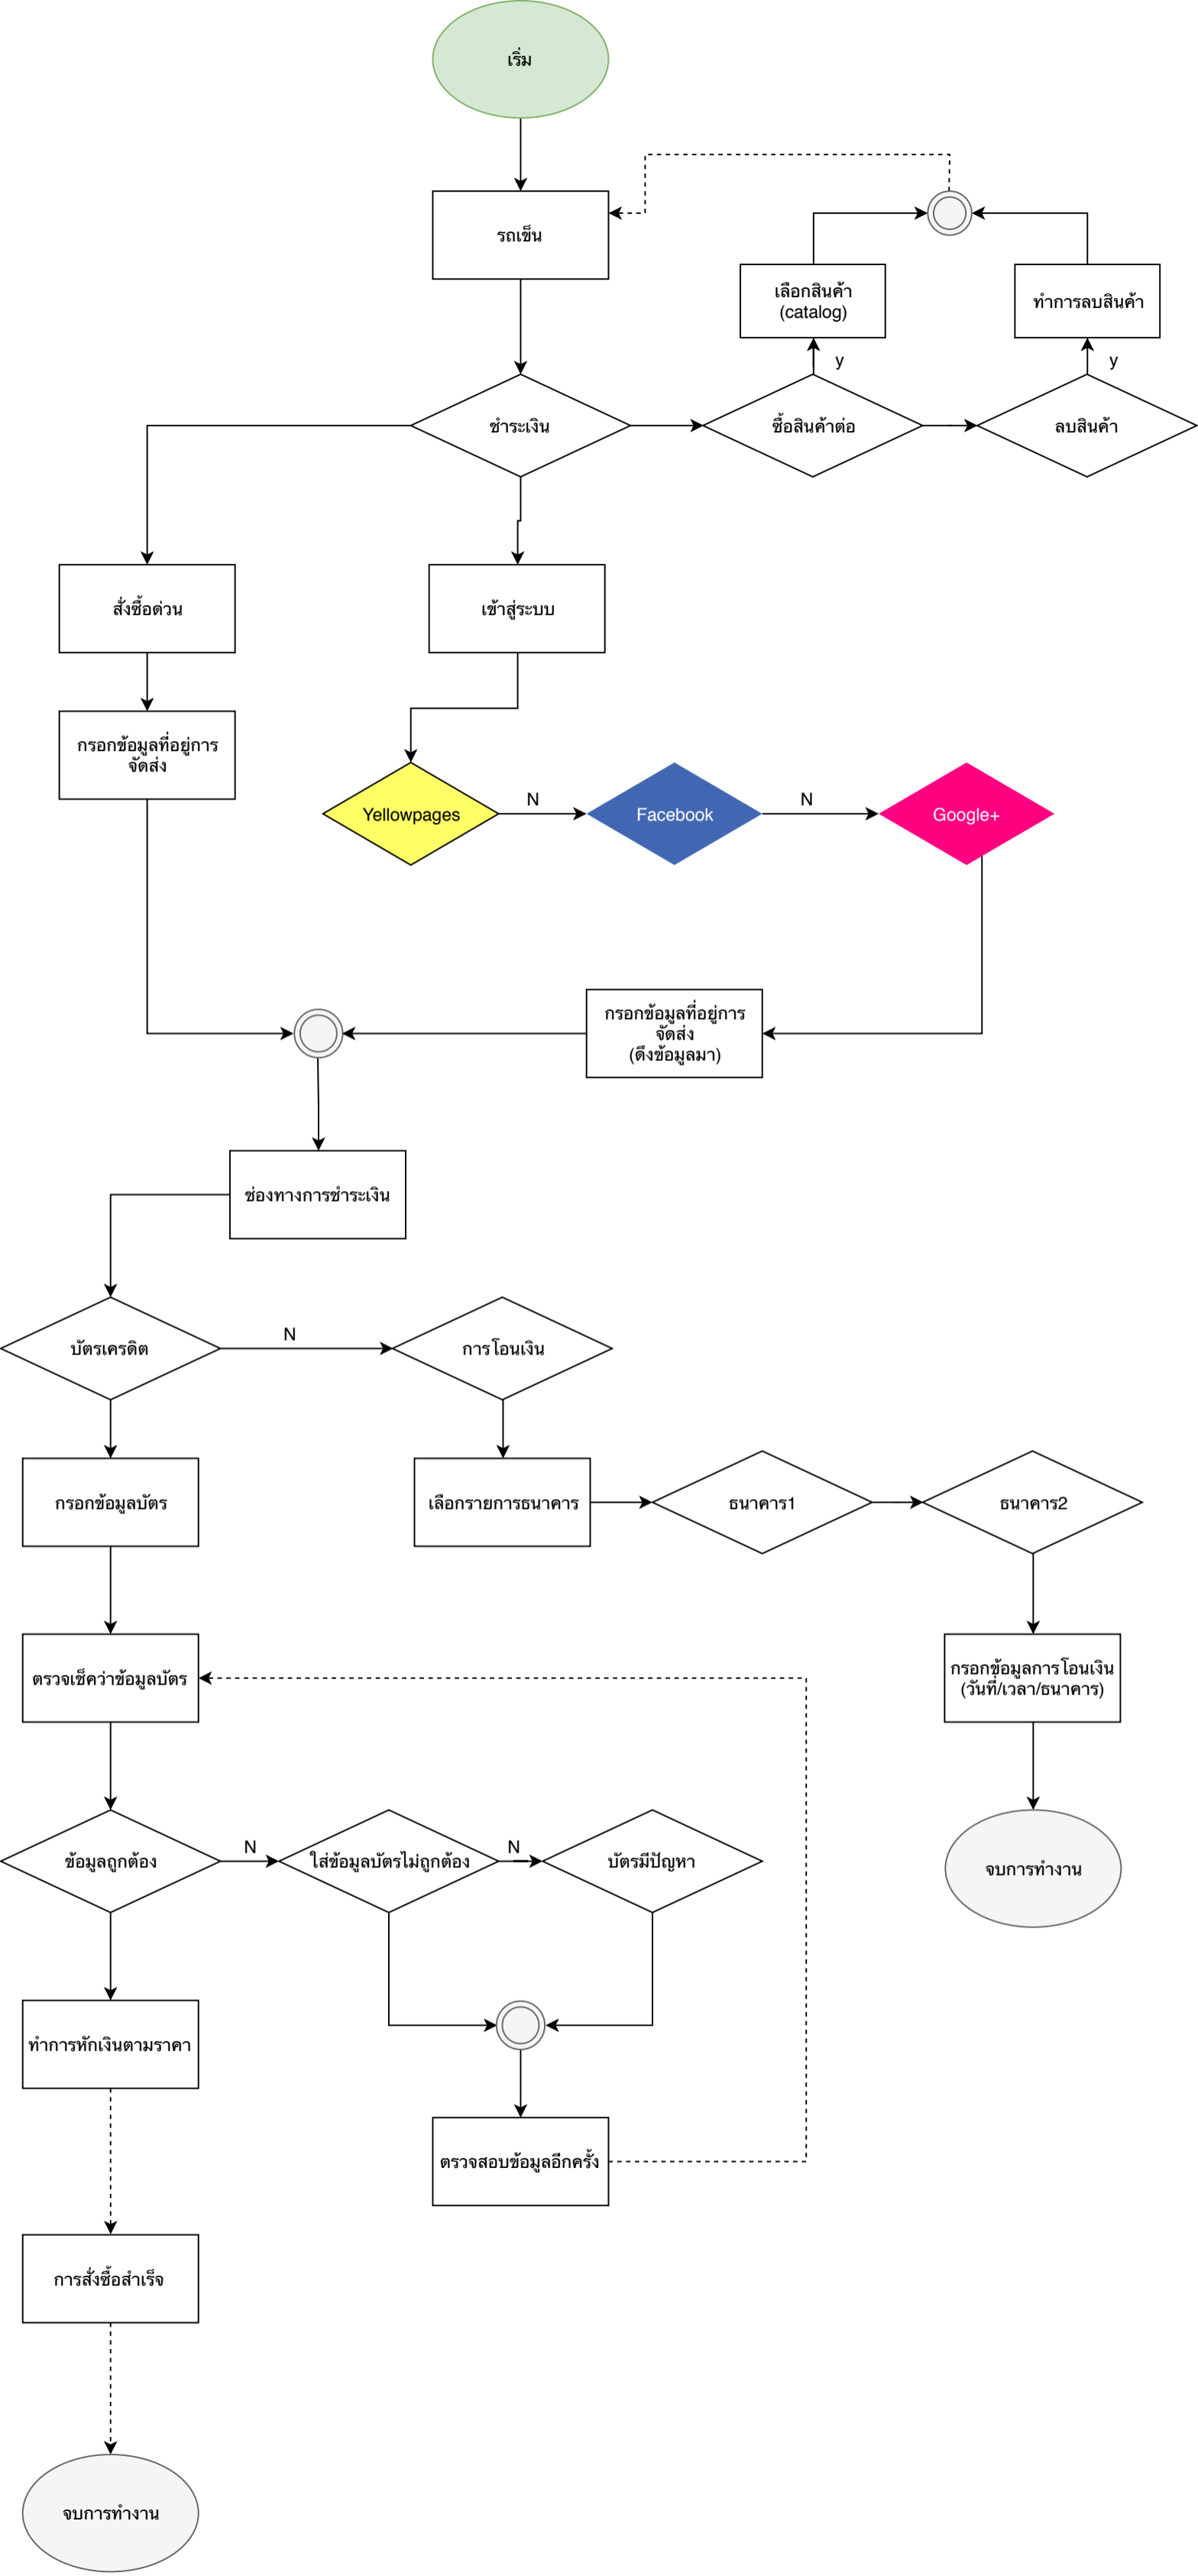 เริ่ม
รถเข็น
เลือกสินค้า
(catalog)
ทำการลบสินค้า
y
y
ชำระเงิน
ซื้อสินค้าต่อ
ลบสินค้า
สั่งซื้อด่วน
เข้าสู่ระบบ
กรอกข้อมูลที่อยู่การ
จัดส่ง
Yellowpages
N
Facebook
N
Google+
กรอกข้อมูลที่อยู่การ
จัดส่ง
(ดึงข้อมูลมา)
ช่องทางการชำระเงิน
บัตรเครดิต
N
การโอนเงิน
กรอกข้อมูลบัตร
เลือกรายการธนาคาร
ธนาคาร1
ธนาคาร2
ตรวจเช็คว่าข้อมูลบัตร
กรอกข้อมูลการโอนเงิน
(วันที่/เวลา/ธนาคาร)
ข้อมูลถูกต้อง
N
ใส่ข้อมูลบัตรไม่ถูกต้อง
N
บัตรมีปัญหา
จบการทำงาน
ทำการหักเงินตามราคา
ตรวจสอบข้อมูลอีกครั้ง
การสั่งซื้อสำเร็จ
จบการทำงาน